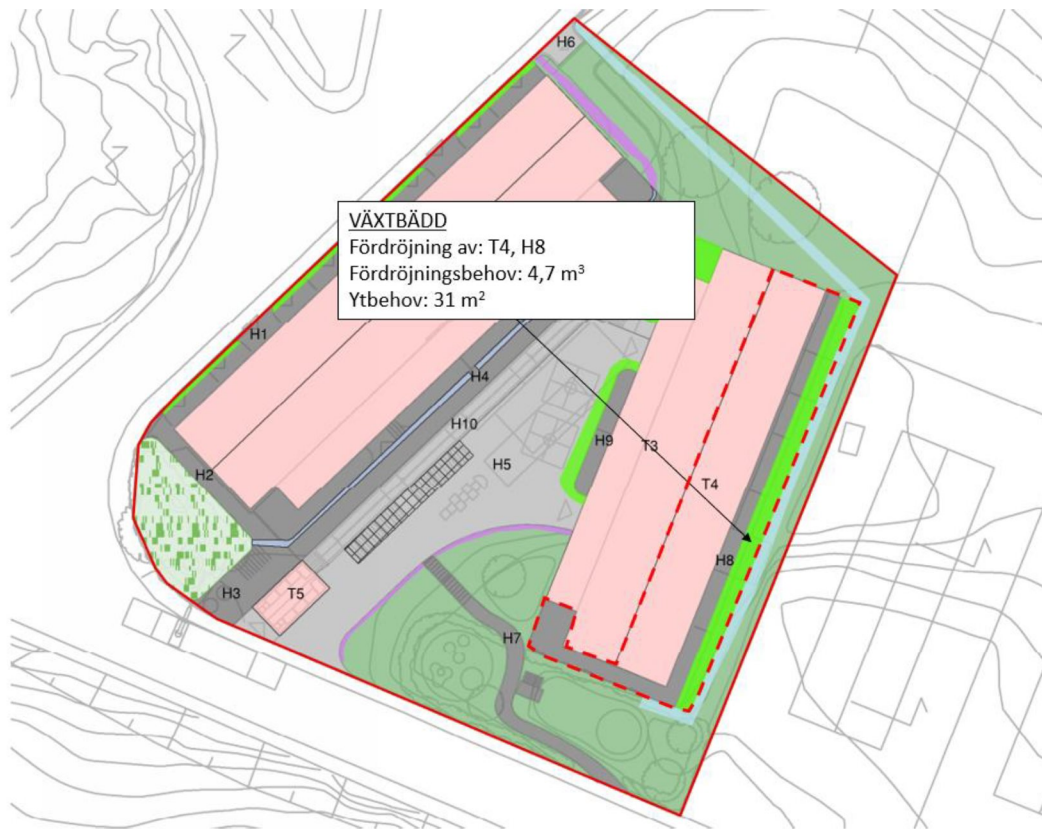 H6
VÄXTBÄDD
Fördröjning av: T4, H8
Fördröjningsbehov: 4,7 m³
Ytbehov: 31 m²
H1
H4
H10
H9
T3
H5
H2
T4
H8
H3
T5
H7